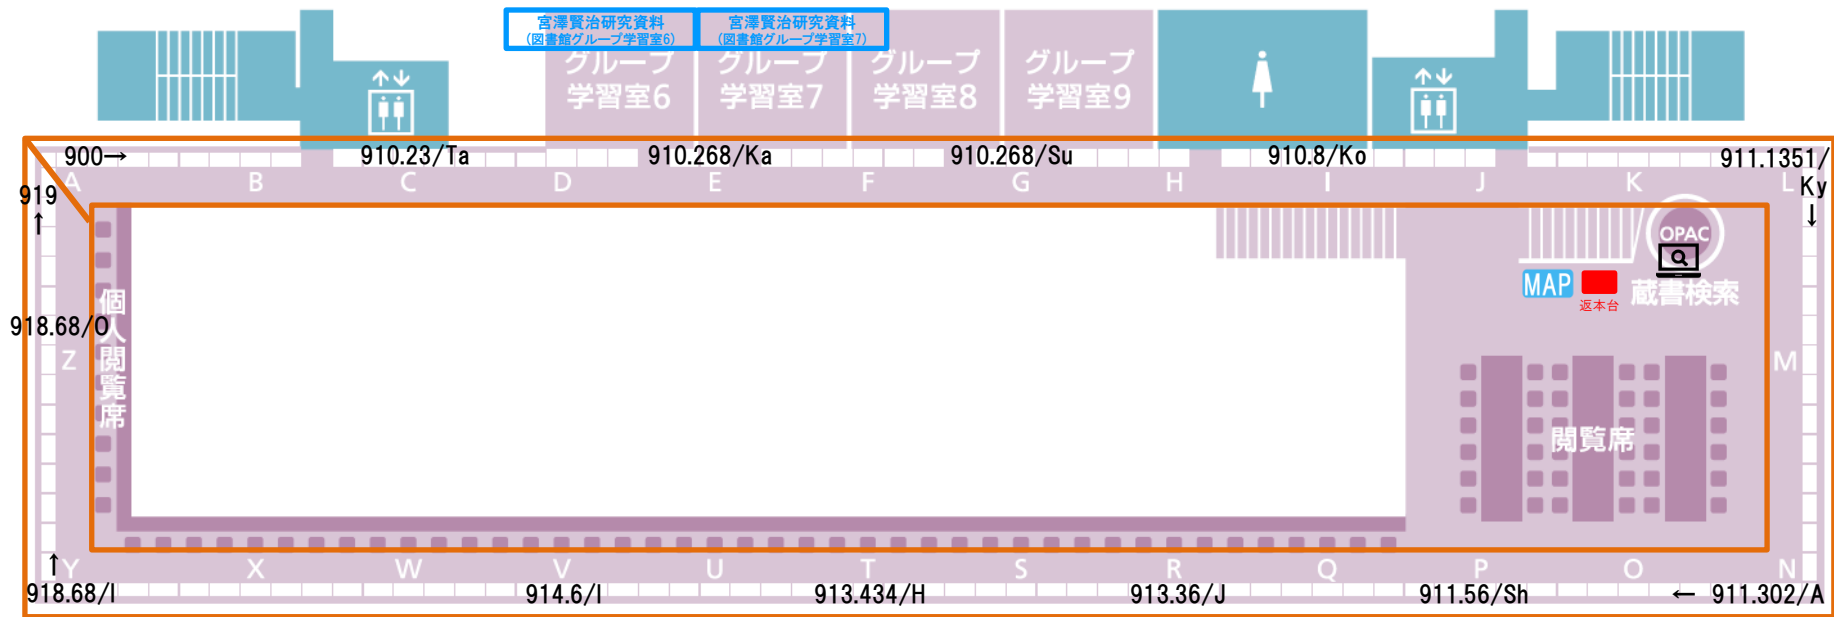 宮澤賢治研究資料
(図書館グループ学習室6)
宮澤賢治研究資料
(図書館グループ学習室7)
グループ
学習室6
グループ
学習室7
グループ
学習室8
グループ
学習室9
900→
910.23/Ta
910.268/Ka
910.268/Su
910.8/Ko
911.1351/
Ky
↓
A
B
C
D
E
F
G
H
I
J
K
L
919
↑
OPAC
蔵書検索
MAP
返本台
個人閲覧席
918.68/O
Z
M
閲覧席
↑
Y
X
W
V
U
T
S
R
Q
P
O
N
918.68/I
914.6/I
913.434/H
913.36/J
911.56/Sh
← 911.302/A